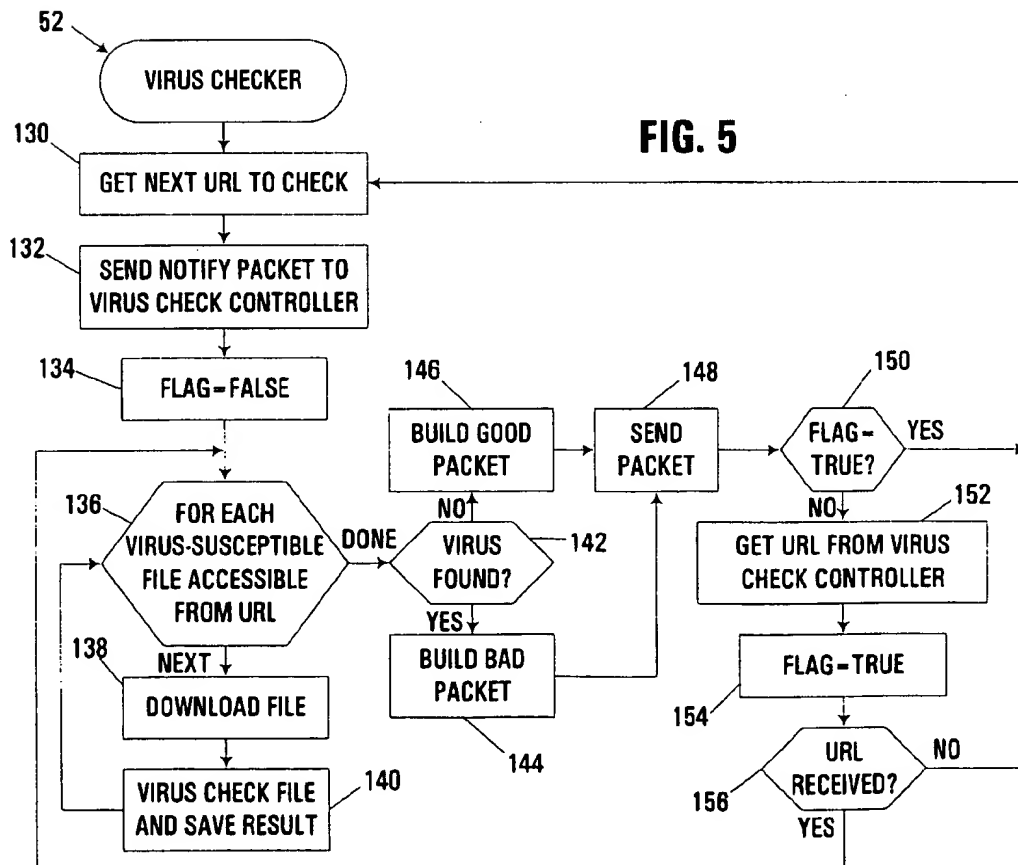 52
VIRUS CHECKER
FIG. 5
130
GET NEXT URL TO CHECK
132
SEND NOTIFY PACKET TO
VIRUS CHECK CONTROLLER
134
FLAG=FALSE
136
FOR EACH
VIRUS-SUSCEPTIBLE
FILE ACCESSIBLE
FROM URL
DONE
NEXT
138
DOWNLOAD FILE
VIRUS CHECK FILE
AND SAVE RESULT
140
146
BUILD GOOD
PACKET
NO
VIRUS
FOUND?
142
YES
BUILD BAD
PACKET
144
148
SEND
PACKET
150
FLAG=
TRUE?
YES
NO
152
GET URL FROM VIRUS
CHECK CONTROLLER
FLAG=TRUE
154
URL
RECEIVED?
NO
156
YES